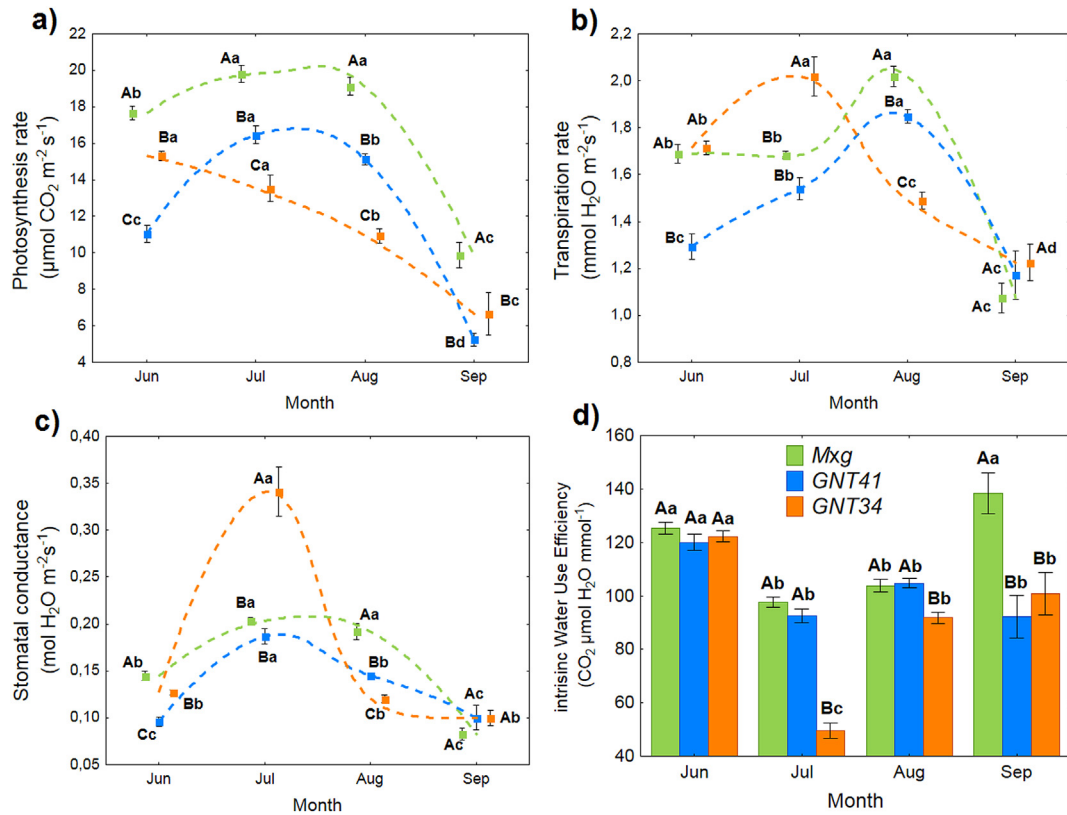 a)
Photosynthesis rate
(µmol CO₂ m⁻² s⁻¹)
22
20
18
16
14
12
10
8
6
4
Ab
Aa
Aa
Ba
Ba
Bb
Ca
Cc
Cb
Ac
Bc
Bd
Jun Jul Aug Sep
Month
b)
Transpiration rate
(mmol H₂O m⁻²s⁻¹)
2,2
2,0
1,8
1,6
1,4
1,2
1,0
0,8
Aa
Aa
Ab
Ab
Bb
Ba
Bb
Cc
Bc
Ac
Ad
Ac
Jun Jul Aug Sep
Month
c)
Stomatal conductance
(mol H₂O m⁻²s⁻¹)
0,40
0,35
0,30
0,25
0,20
0,15
0,10
0,05
Aa
Ba
Aa
Ab
Ba
Bb
Bb
Cc
Cb
Ac
Ab
Ac
Jun Jul Aug Sep
Month
d)
intrisinc Water Use Efficiency
(CO₂ µmol H₂O mmol⁻¹)
160
140
120
100
80
60
40
Mxg
GNT41
GNT34
Aa Aa Aa
Ab Ab Bc
Ab Ab Bb
Aa Bb Bb
Jun Jul Aug Sep
Month